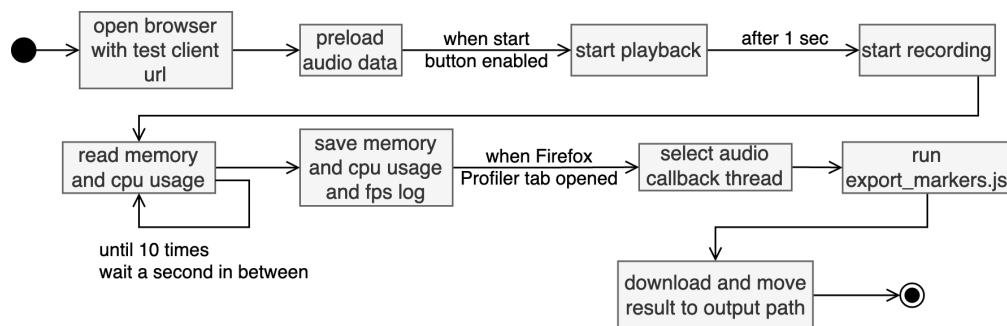 open browser
with test client
url
preload
audio data
when start
button enabled
start playback
after 1 sec
start recording
read memory
and cpu usage
until 10 times
wait a second in between
save memory
and cpu usage
and fps log
when Firefox
Profiler tab opened
select audio
callback thread
run
export_markers.js
download and move
result to output path